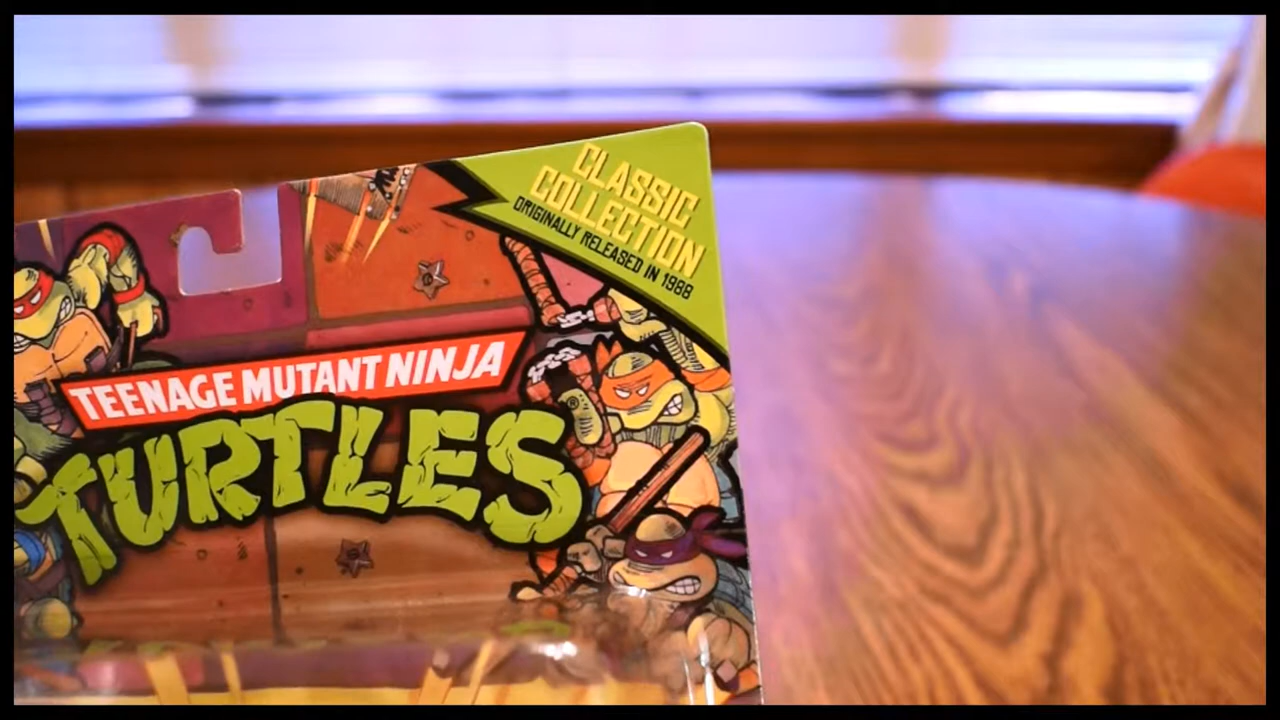 CLASSIC
COLLECTION
ORIGINALLY RELEASED IN 1988
TEENAGE MUTANT NINJA
TURTLES